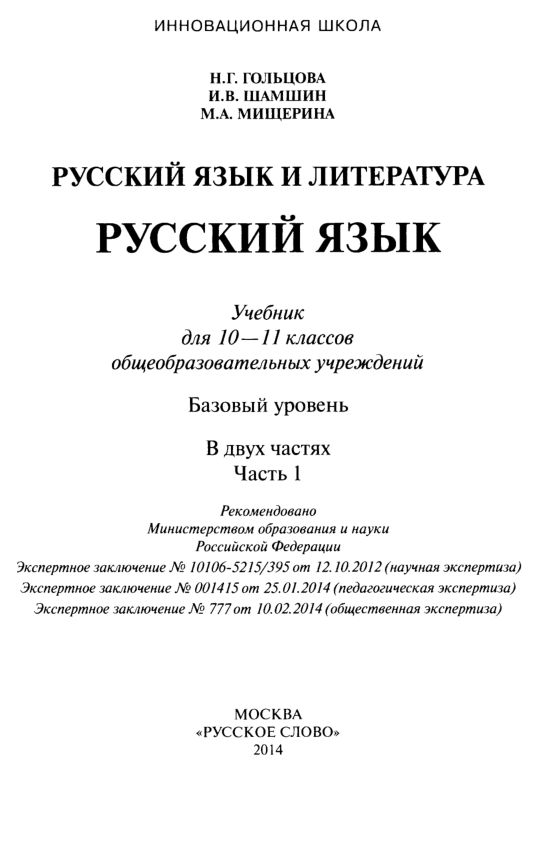 ИННОВАЦИОННАЯ ШКОЛА
Н.Г. ГОЛЬЦОВА
И.В. ШАМШИН
М.А. МИЩЕРИНА
РУССКИЙ ЯЗЫК И ЛИТЕРАТУРА
РУССКИЙ ЯЗЫК
Учебник
для 10—11 классов
общеобразовательных учреждений
Базовый уровень
В двух частях
Часть 1
Рекомендовано
Министерством образования и науки
Российской Федерации
Экспертное заключение № 10106-5215/395 от 12.10.2012 (научная экспертиза)
Экспертное заключение № 001415 от 25.01.2014 (педагогическая экспертиза)
Экспертное заключение № 777 от 10.02.2014 (общественная экспертиза)
МОСКВА
«РУССКОЕ СЛОВО»
2014